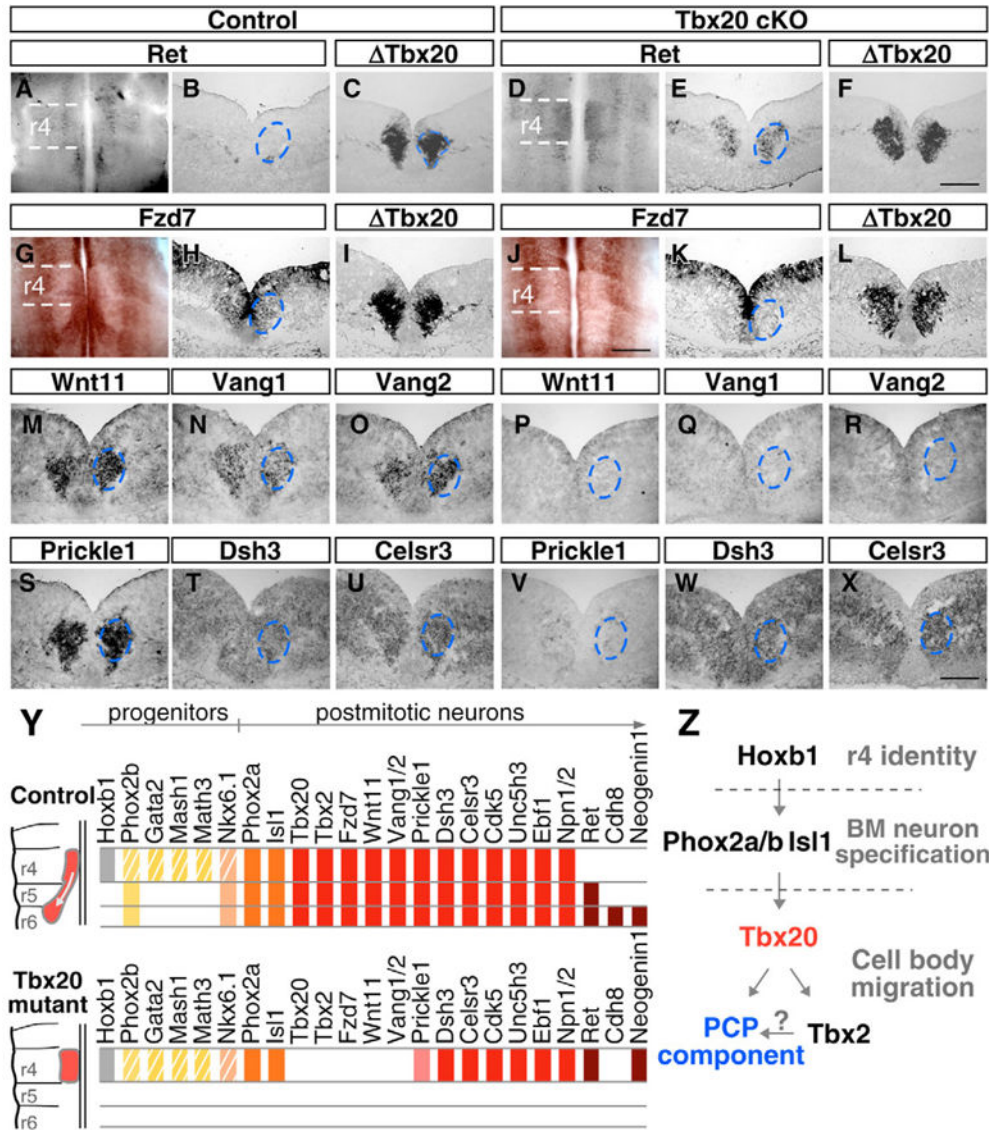 Control Tbx20 cKO
Ret ΔTbx20 Ret ΔTbx20
A B C D E F
r4 r4
Fzd7 ΔTbx20 Fzd7 ΔTbx20
G H I J K L
r4 r4
Wnt11 Vang1 Vang2 Wnt11 Vang1 Vang2
M N O P Q R
Prickle1 Dsh3 Celsr3 Prickle1 Dsh3 Celsr3
S T U V W X
Y progenitors postmitotic neurons
Control
Hoxb1 Phox2b Gata2 Mash1 Math3 Nkx6.1 Phox2a Isl1 Tbx20 Tbx2 Fzd7 Wnt11 Vang1/2 Prickle1 Dsh3 Celsr3 Cdk5 Unc5h3 Ebf1 Npn1/2 Ret Cdh8 Neogenin1
r4
r5
r6
Tbx20
mutant
Hoxb1 Phox2b Gata2 Mash1 Math3 Nkx6.1 Phox2a Isl1 Tbx20 Tbx2 Fzd7 Wnt11 Vang1/2 Prickle1 Dsh3 Celsr3 Cdk5 Unc5h3 Ebf1 Npn1/2 Ret Cdh8 Neogenin1
r4
r5
r6
Z
Hoxb1 r4 identity
Phox2a/b Isl1 BM neuron
specification
Tbx20
Cell body
migration
PCP ? Tbx2
component